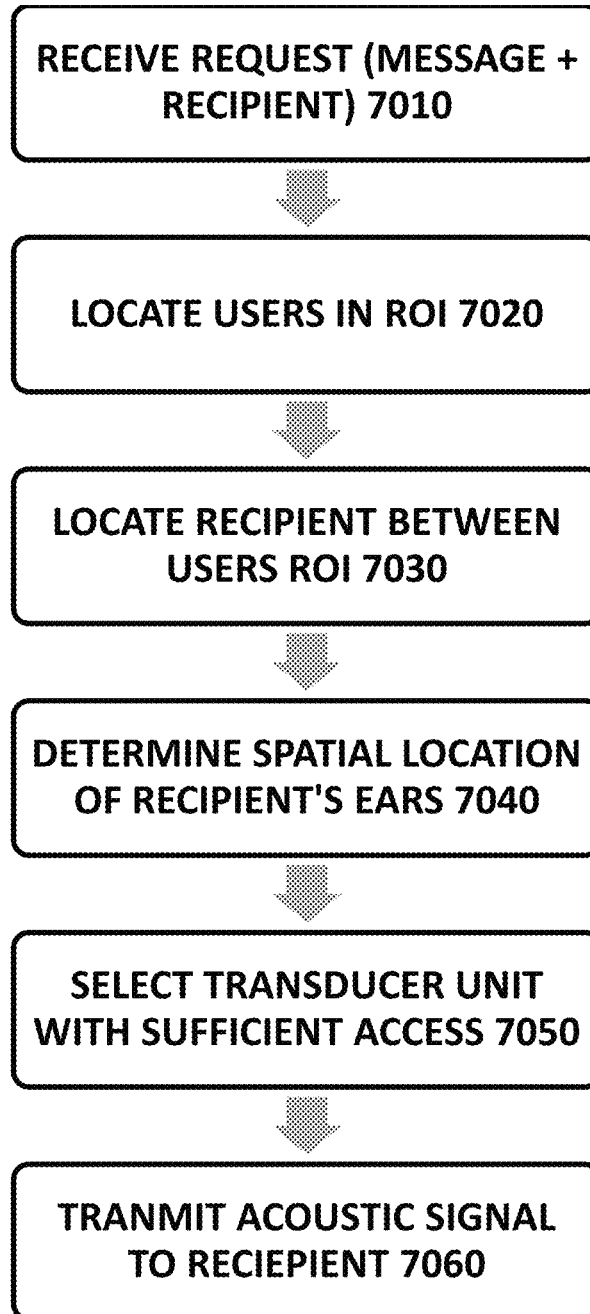 RECEIVE REQUEST (MESSAGE +
RECIPIENT) 7010
LOCATE USERS IN ROI 7020
LOCATE RECIPIENT BETWEEN
USERS ROI 7030
DETERMINE SPATIAL LOCATION
OF RECIPIENT'S EARS 7040
SELECT TRANSDUCER UNIT
WITH SUFFICIENT ACCESS 7050
TRANMIT ACOUSTIC SIGNAL
TO RECIEPIENT 7060